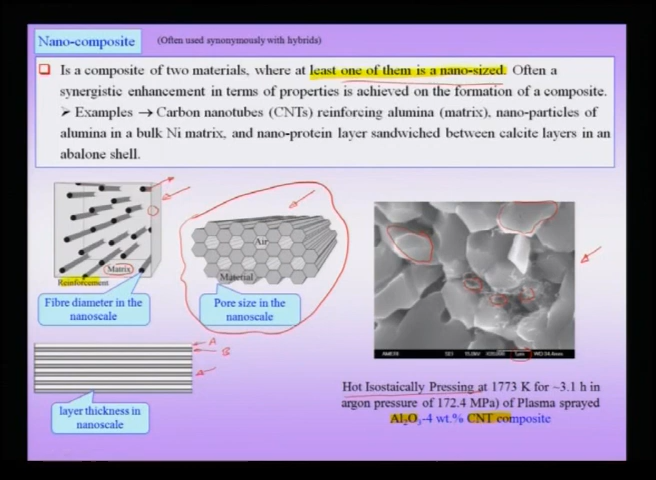 Nano-composite
(Often used synonymously with hybrids)
Is a composite of two materials, where at least one of them is a nano-sized. Often a
synergistic enhancement in terms of properties is achieved on the formation of a composite.
➢ Examples → Carbon nanotubes (CNTs) reinforcing alumina (matrix), nano-particles of
alumina in a bulk Ni matrix, and nano-protein layer sandwiched between calcite layers in an
abalone shell.
Matrix
Reinforcement
Fibre diameter in the
nanoscale
Air
Material
Pore size in the
nanoscale
A
B
layer thickness in
nanoscale
Hot Isostaically Pressing at 1773 K for ~3.1 h in
argon pressure of 172.4 MPa) of Plasma sprayed
Al₂O₃-4 wt.% CNT composite